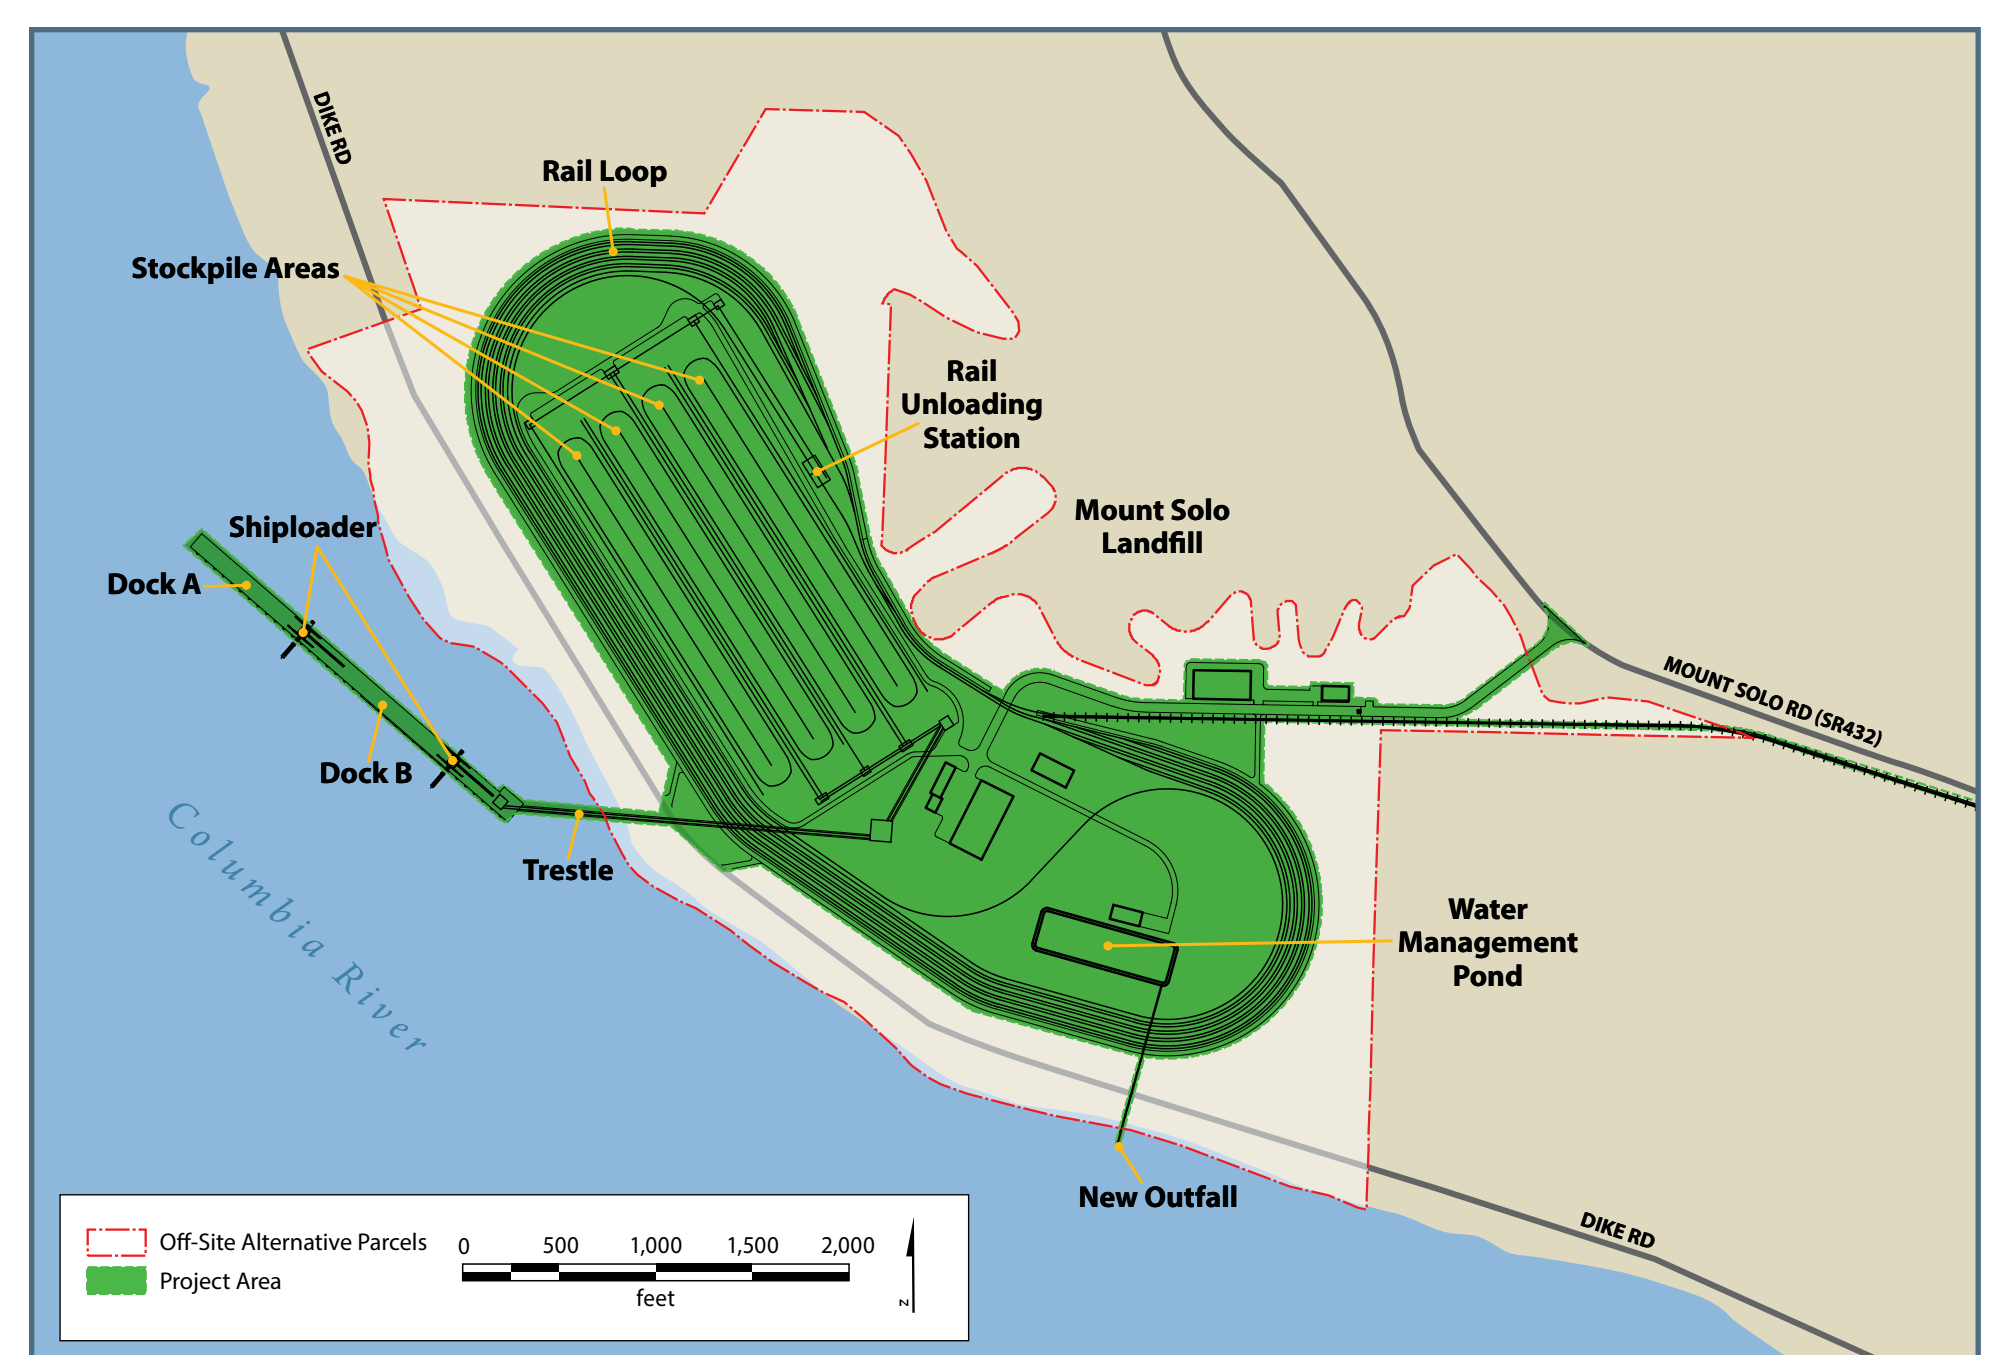 DIKE RD
Rail Loop
Stockpile Areas
Rail
Unloading
Station
Mount Solo
Landfill
Shiploader
Dock A
MOUNT SOLO RD (SR432)
Dock B
Trestle
Columbia River
Water
Management
Pond
New Outfall
DIKE RD
Off-Site Alternative Parcels
Project Area
0 500 1,000 1,500 2,000
feet
N